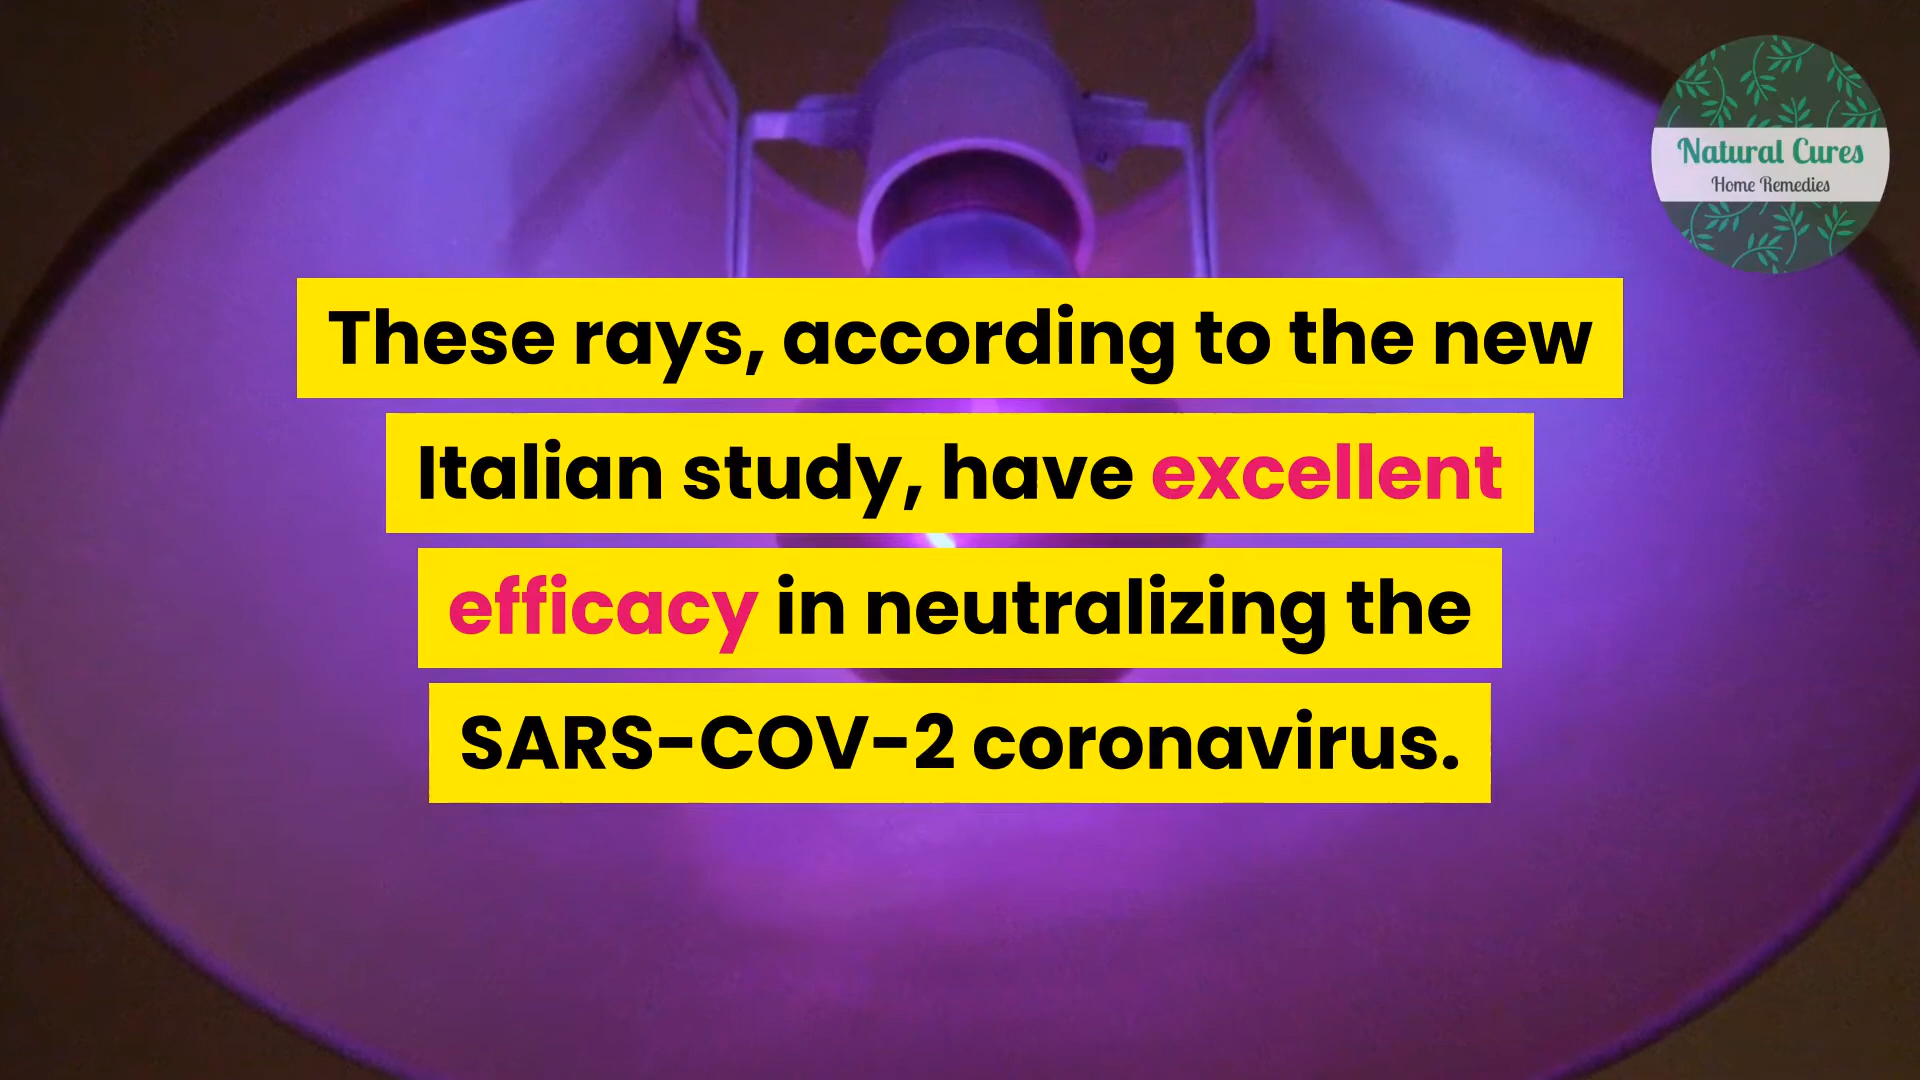 Natural Cures
Home Remedies
These rays, according to the new
Italian study, have excellent
efficacy in neutralizing the
SARS-COV-2 coronavirus.